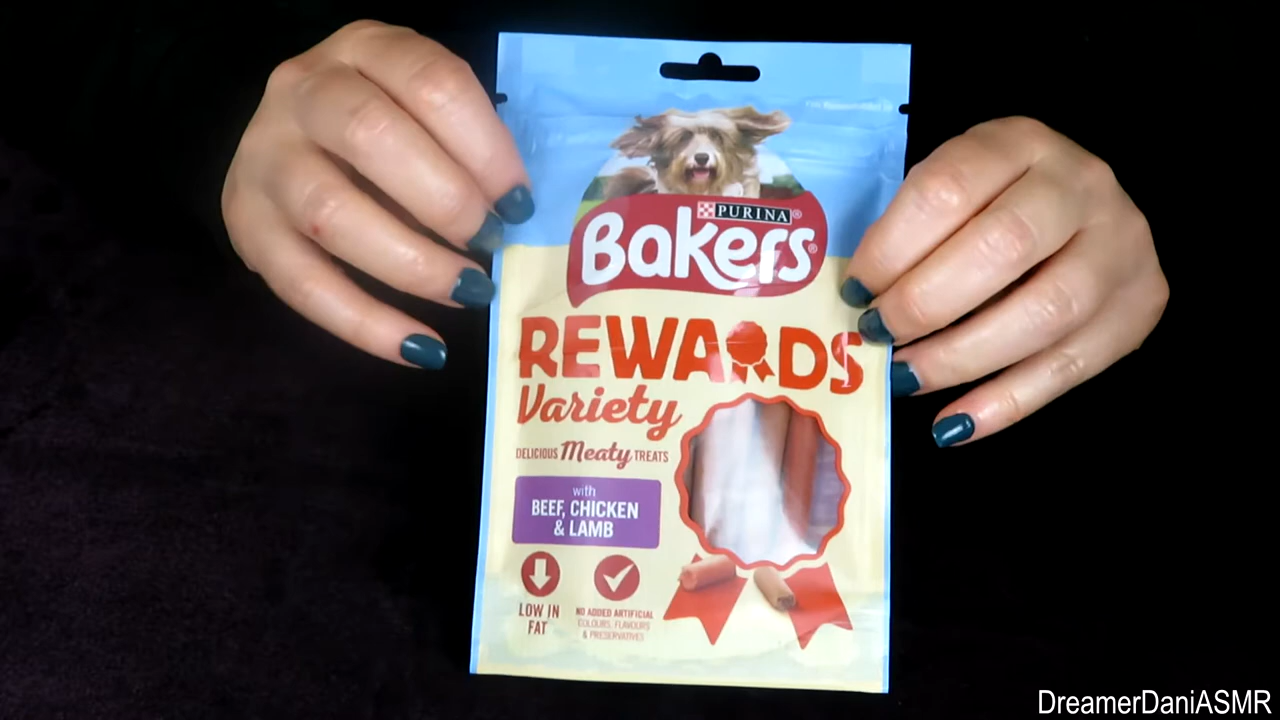 PURINA®
Bakers®
REWARDS
Variety
DELICIOUS Meaty TREATS
with
BEEF, CHICKEN
& LAMB
LOW IN
FAT
NO ADDED ARTIFICIAL
COLOURS, FLAVOURS
& PRESERVATIVES
DreamerDaniASMR